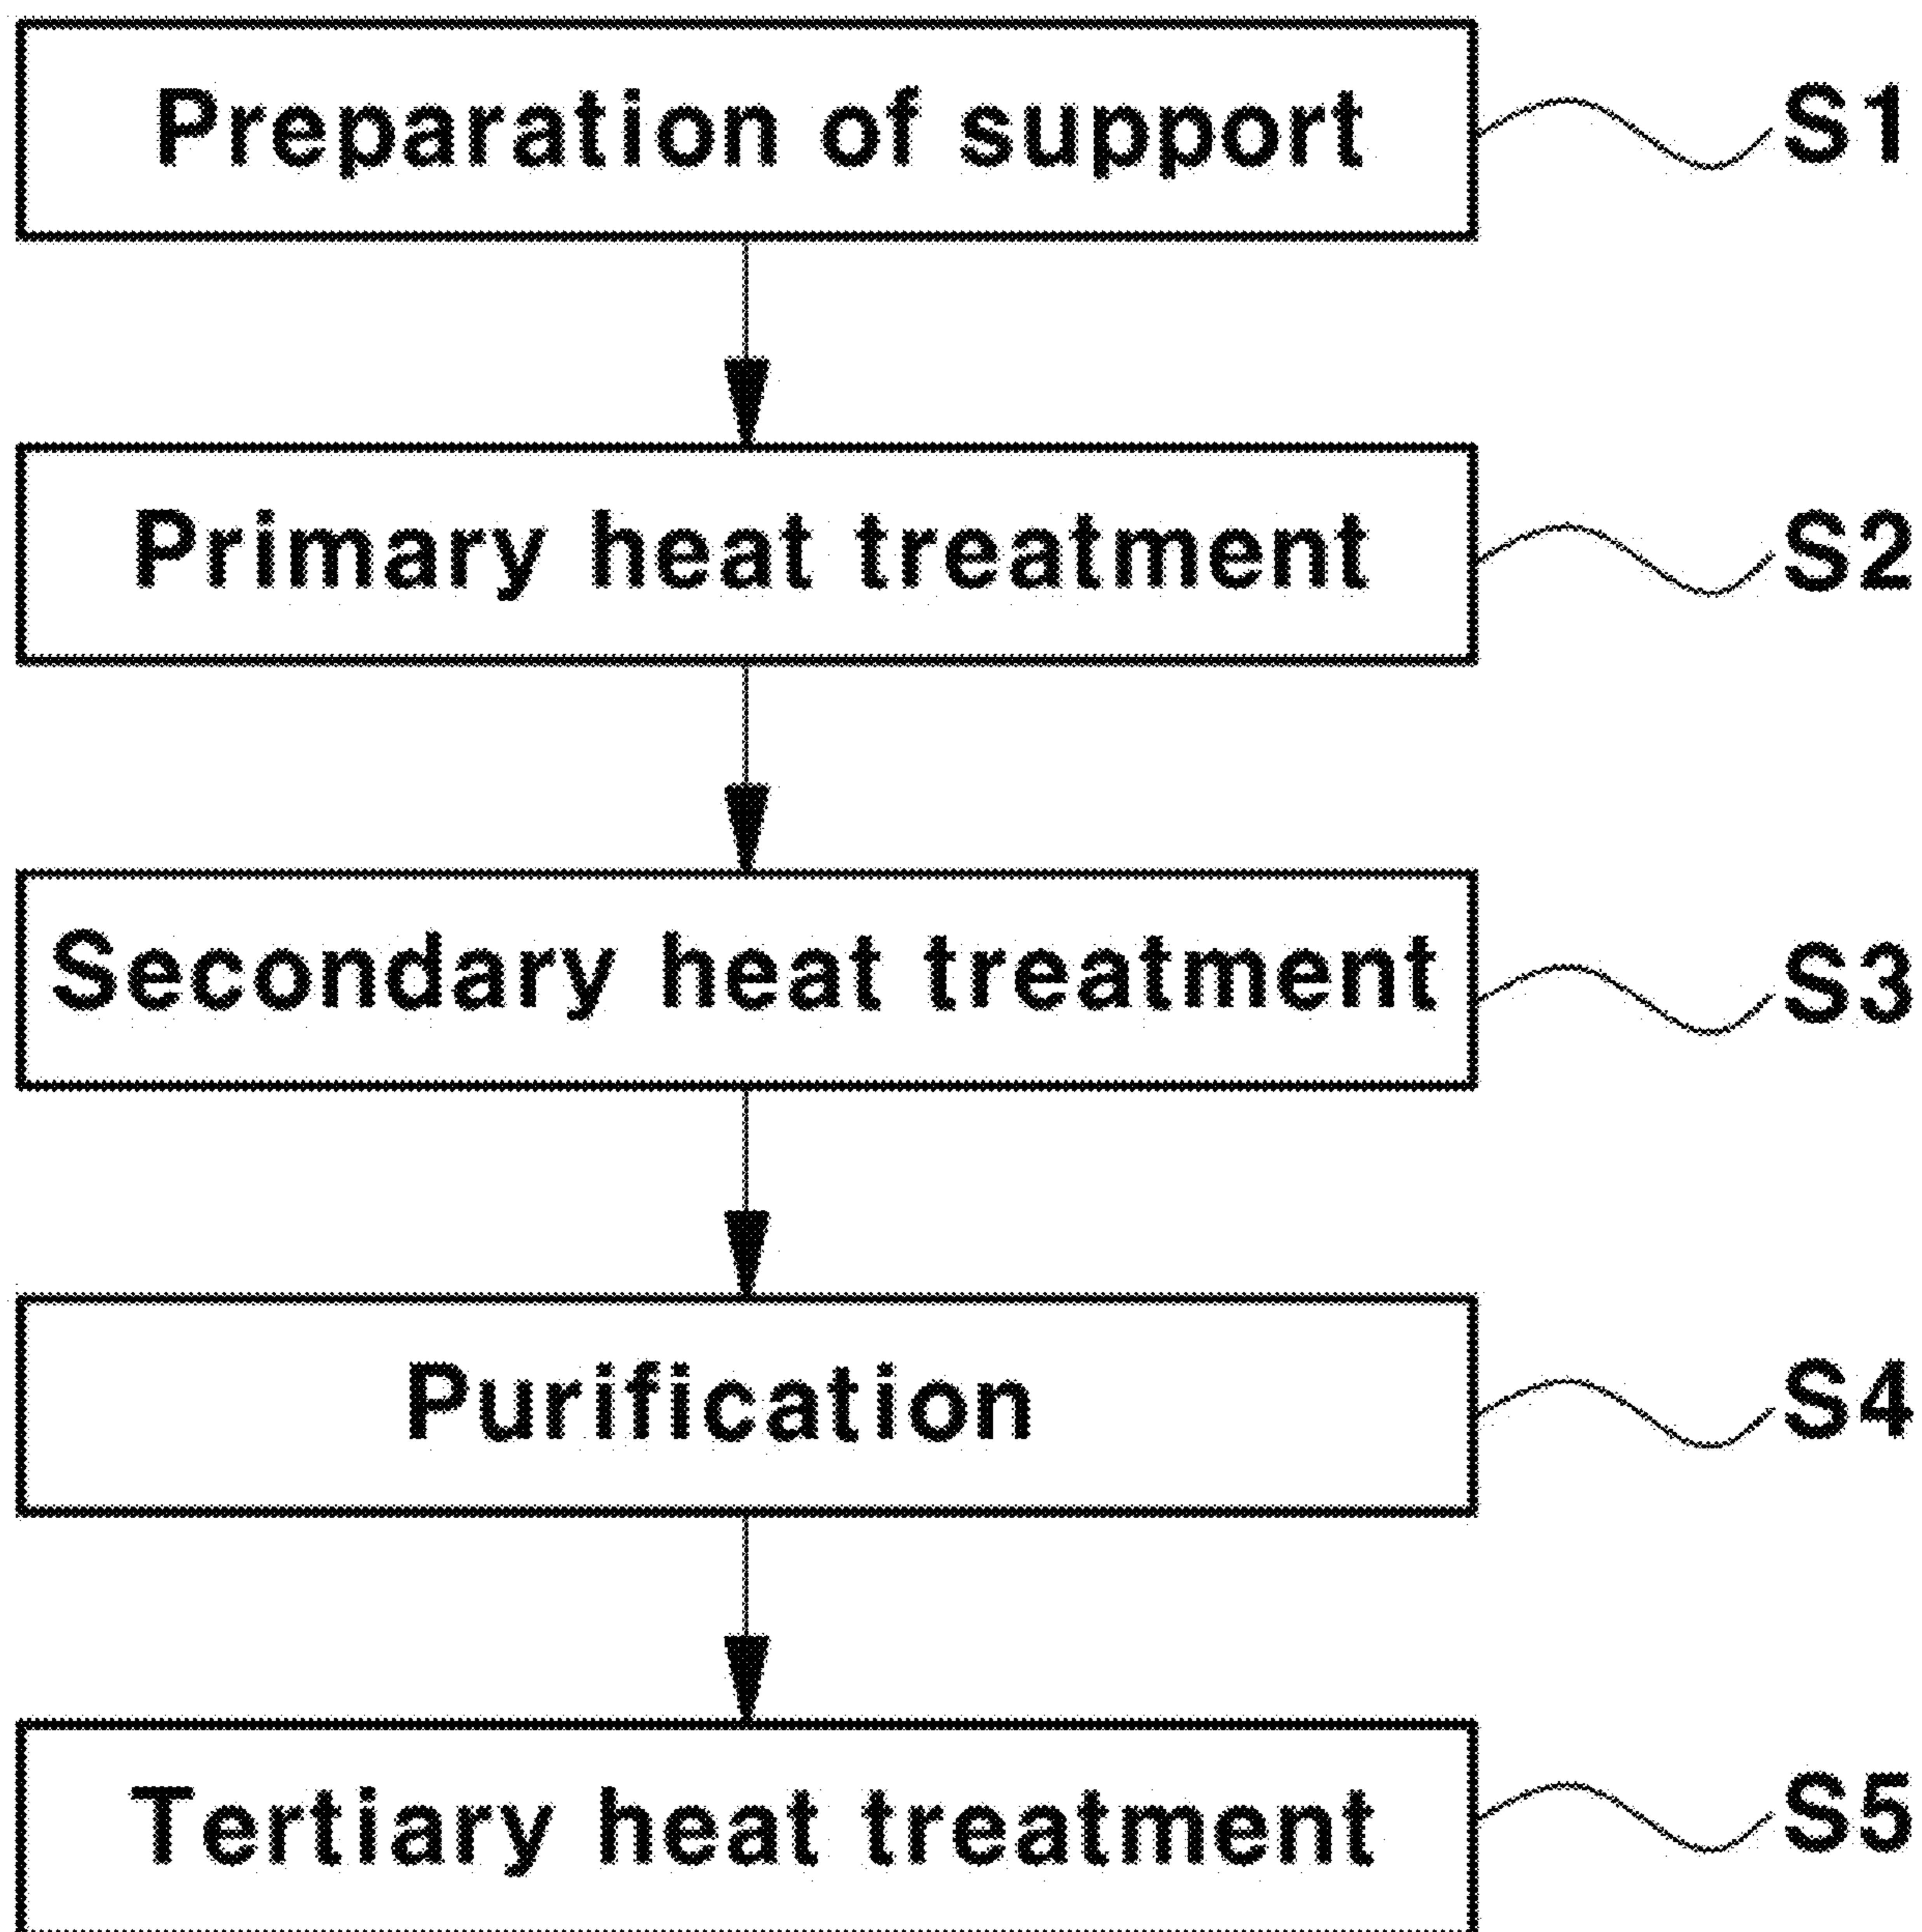 Preparation of support S1
Primary heat treatment S2
Secondary heat treatment S3
Purification S4
Tertiary heat treatment S5